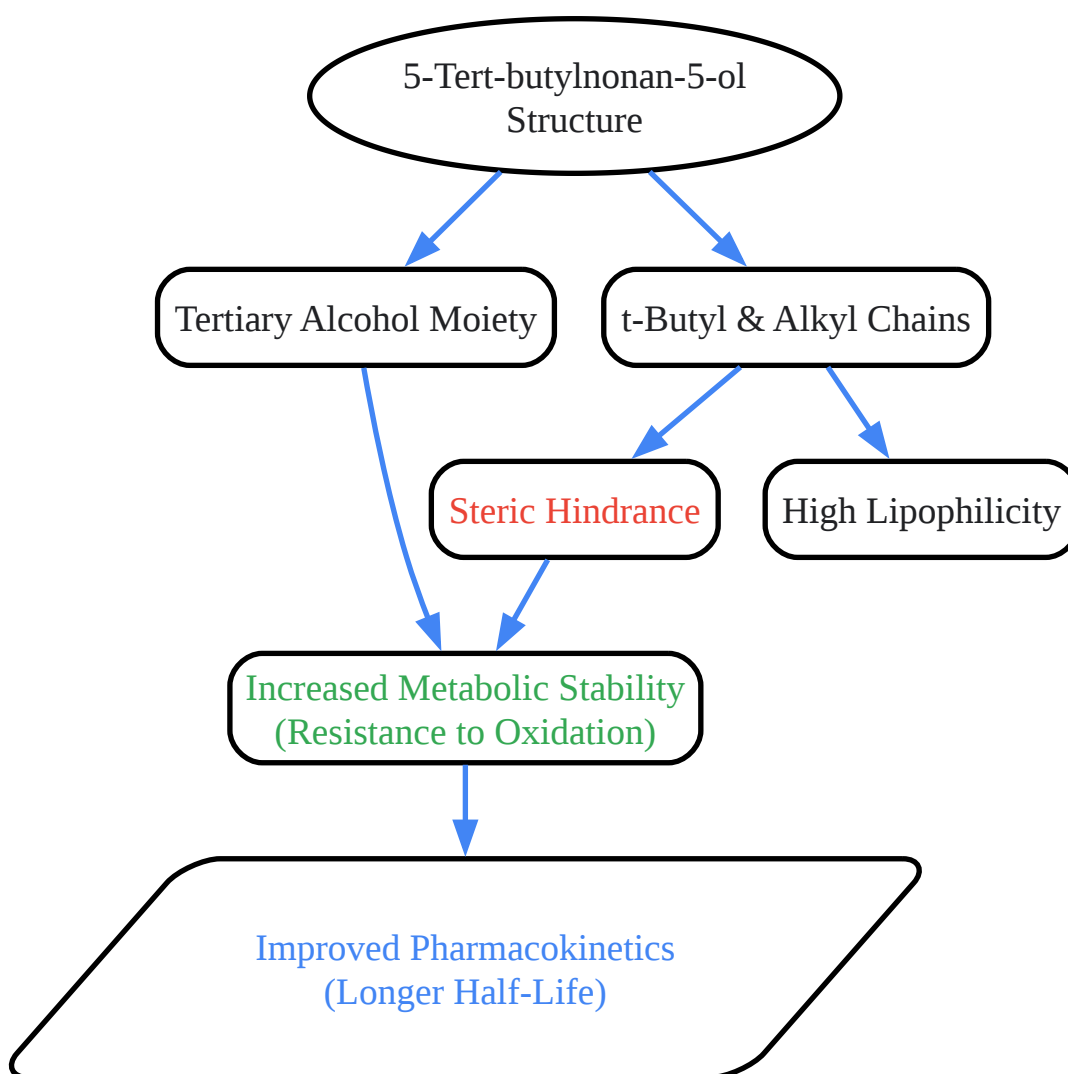 5-Tert-butylnonan-5-ol
Structure
Tertiary Alcohol Moiety
t-Butyl & Alkyl Chains
Steric Hindrance
High Lipophilicity
Increased Metabolic Stability
(Resistance to Oxidation)
Improved Pharmacokinetics
(Longer Half-Life)